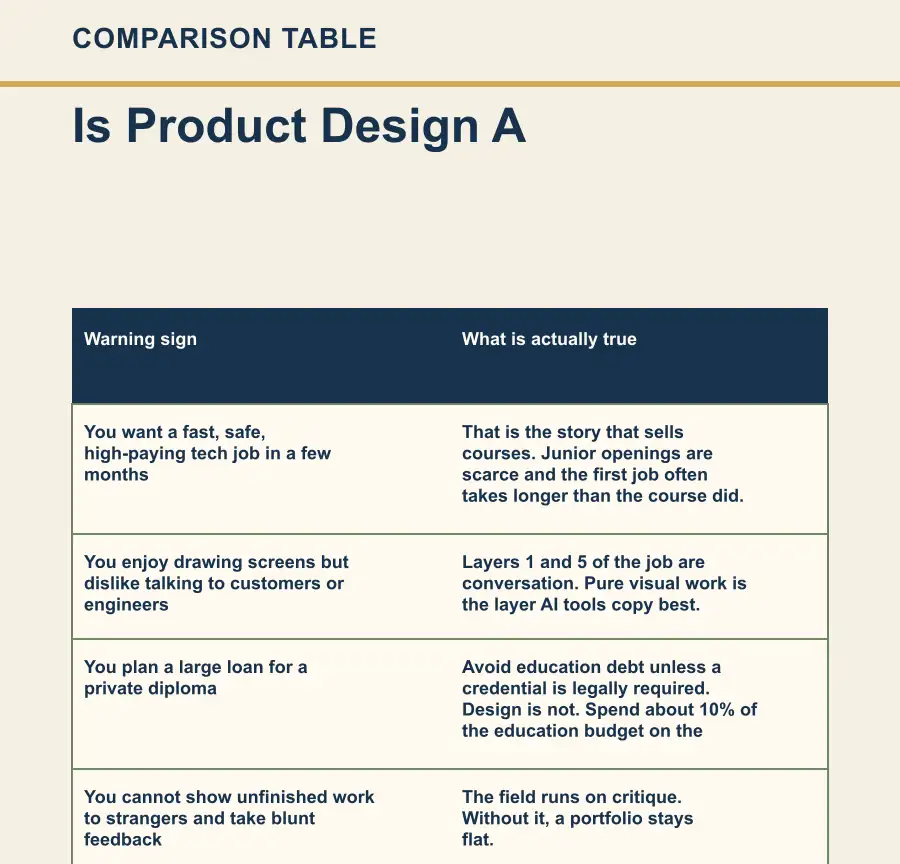 COMPARISON TABLE
Is Product Design A
Warning sign
What is actually true
You want a fast, safe,
high-paying tech job in a few
months
That is the story that sells
courses. Junior openings are
scarce and the first job often
takes longer than the course did.
You enjoy drawing screens but
dislike talking to customers or
engineers
Layers 1 and 5 of the job are
conversation. Pure visual work is
the layer AI tools copy best.
You plan a large loan for a
private diploma
Avoid education debt unless a
credential is legally required.
Design is not. Spend about 10% of
the education budget on the
You cannot show unfinished work
to strangers and take blunt
feedback
The field runs on critique.
Without it, a portfolio stays
flat.